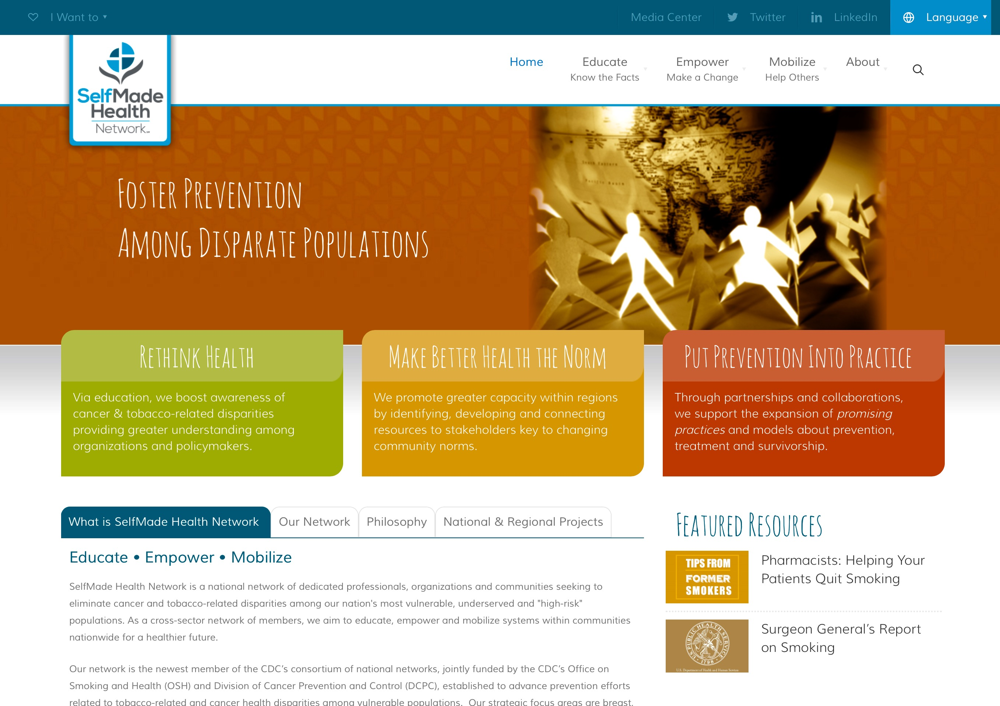 I Want to
Media Center
Twitter
LinkedIn
Language
SelfMade
Health
Network
Home
Educate
Know the Facts
Empower
Make a Change
Mobilize
Help Others
About
Foster Prevention
Among Disparate Populations
Rethink Health
Via education, we boost awareness of
cancer & tobacco-related disparities
providing greater understanding among
organizations and policymakers.
Make Better Health the Norm
We promote greater capacity within regions
by identifying, developing and connecting
resources to stakeholders key to changing
community norms.
Put Prevention Into Practice
Through partnerships and collaborations,
we support the expansion of promising
practices and models about prevention,
treatment and survivorship.
What is SelfMade Health Network
Our Network
Philosophy
National & Regional Projects
Educate • Empower • Mobilize
SelfMade Health Network is a national network of dedicated professionals, organizations and communities seeking to
eliminate cancer and tobacco-related disparities among our nation's most vulnerable, underserved and "high-risk"
populations. As a cross-sector network of members, we aim to educate, empower and mobilize systems within communities
nationwide for a healthier future.
Our network is the newest member of the CDC’s consortium of national networks, jointly funded by the CDC’s Office on
Smoking and Health (OSH) and Division of Cancer Prevention and Control (DCPC), established to advance prevention efforts
related to tobacco-related and cancer health disparities among vulnerable populations. Our strategic focus areas are breast,
Featured Resources
TIPS FROM
FORMER
SMOKERS
Pharmacists: Helping Your
Patients Quit Smoking
U.S. PUBLIC HEALTH SERVICE
1798
U.S. Department of Health and Human Services
Surgeon General’s Report
on Smoking